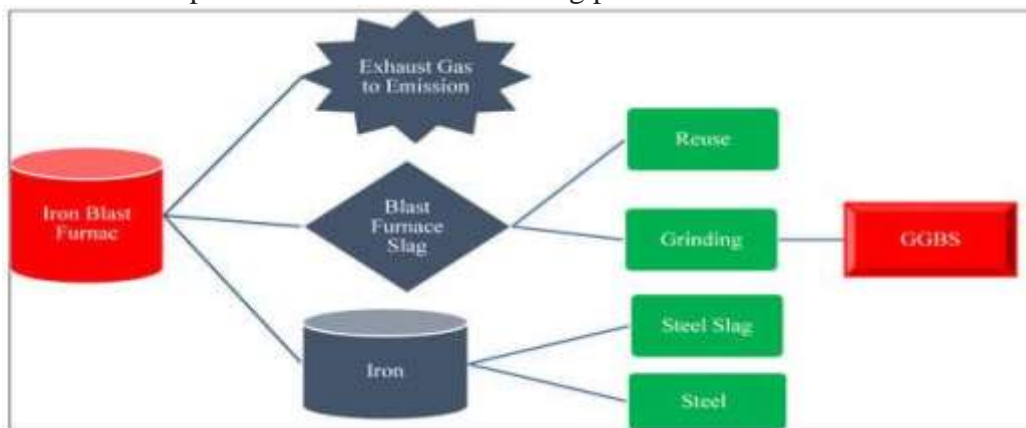 Exhaust Gas
to Emission
Iron Blast
Furnac
Blast
Furnace
Slag
Reuse
Grinding
GGBS
Iron
Steel Slag
Steel